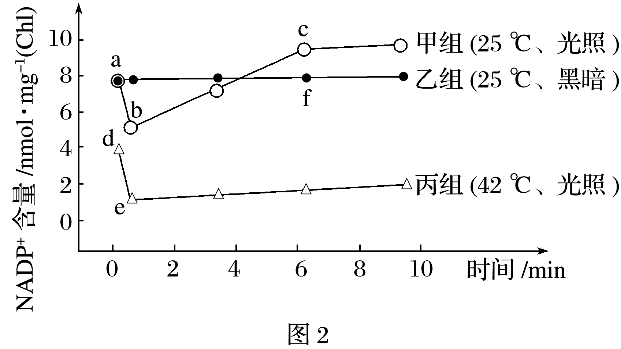 NADP⁺ 含量 /nmol·mg⁻¹(Chl)
10
8
6
4
2
0
a
b
c
d
e
f
甲组(25 ℃、光照)
乙组(25 ℃、黑暗)
丙组(42 ℃、光照)
0 2 4 6 8 10 时间 /min
图2